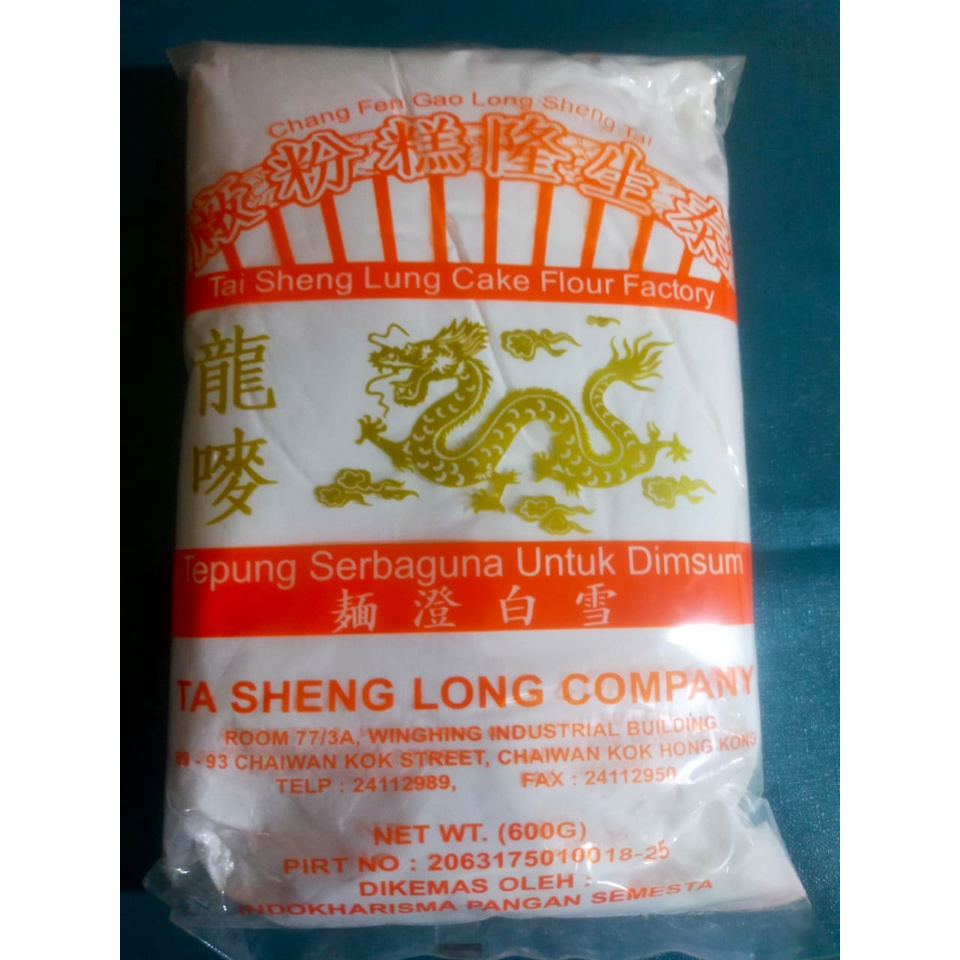 Chang Fen Gao Long Sheng Tai
廠粉糕隆生泰
Tai Sheng Lung Cake Flour Factory
龍嘜
Tepung Serbaguna Untuk Dimsum
麵澄白雪
TA SHENG LONG COMPANY
ROOM 77/3A, WINGHING INDUSTRIAL BUILDING
89 - 93 CHAIWAN KOK STREET, CHAIWAN KOK HONG KONG
TELP : 24112989, FAX : 24112950
NET WT. (600G)
PIRT NO : 2063175010018-25
DIKEMAS OLEH :
INDOKHARISMA PANGAN SEMESTA